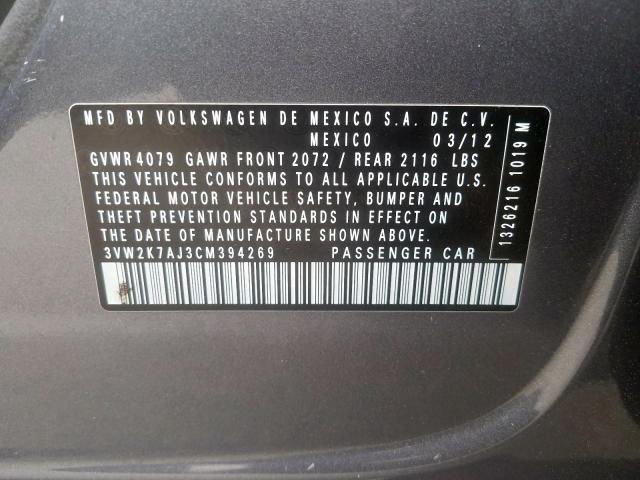 MFD BY VOLKSWAGEN DE MEXICO S.A. DE C.V.
MEXICO 03/12
GVWR 4079 GAWR FRONT 2072 / REAR 2116 LBS
THIS VEHICLE CONFORMS TO ALL APPLICABLE U.S.
FEDERAL MOTOR VEHICLE SAFETY, BUMPER AND
THEFT PREVENTION STANDARDS IN EFFECT ON
THE DATE OF MANUFACTURE SHOWN ABOVE.
3VW2K7AJ3CM394269 PASSENGER CAR
1326216 1019 M